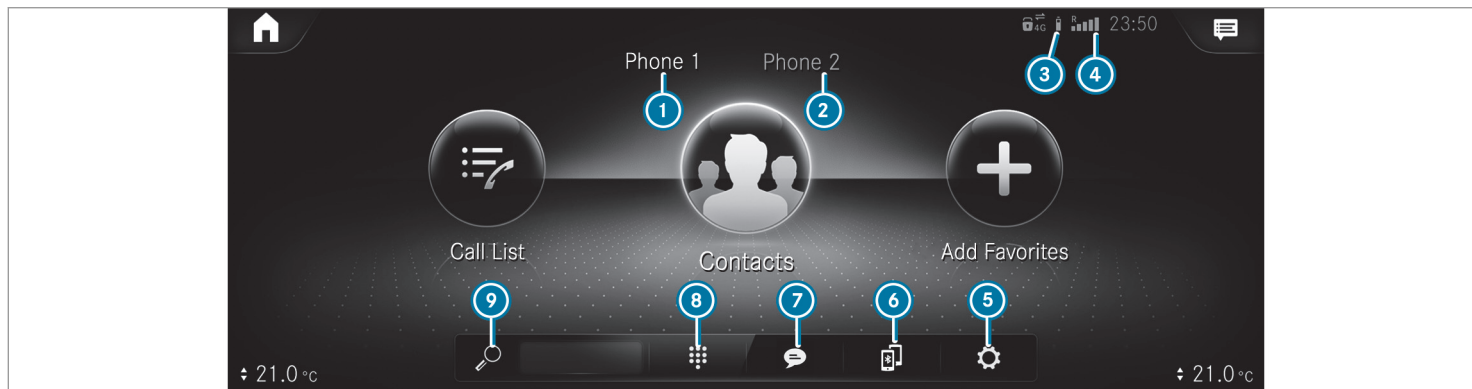 4G R 23:50
Phone 1 Phone 2
3 4
1 2
Call List Contacts Add Favorites
9 8 7 6 5
21.0 °C 21.0 °C